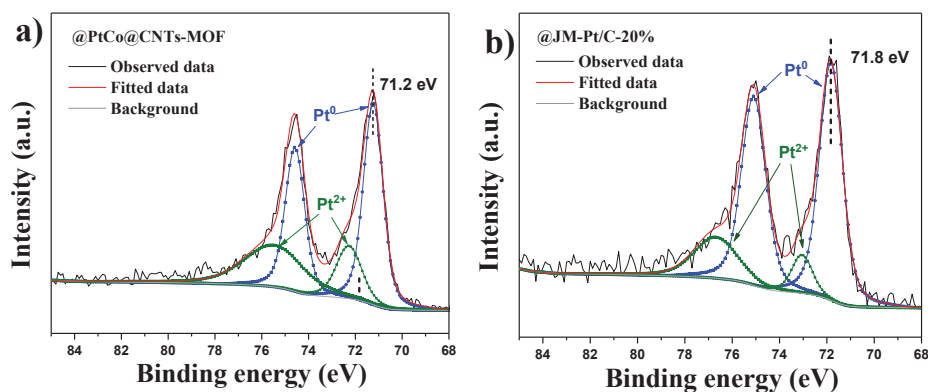 a)
@PtCo@CNTs-MOF
Observed data
Fitted data
Background
71.2 eV
Pt0
Pt2+
Intensity (a.u.)
84 82 80 78 76 74 72 70 68
Binding energy (eV)
b)
@JM-Pt/C-20%
Observed data
Fitted data
Background
71.8 eV
Pt0
Pt2+
Intensity (a.u.)
84 82 80 78 76 74 72 70 68
Binding energy (eV)